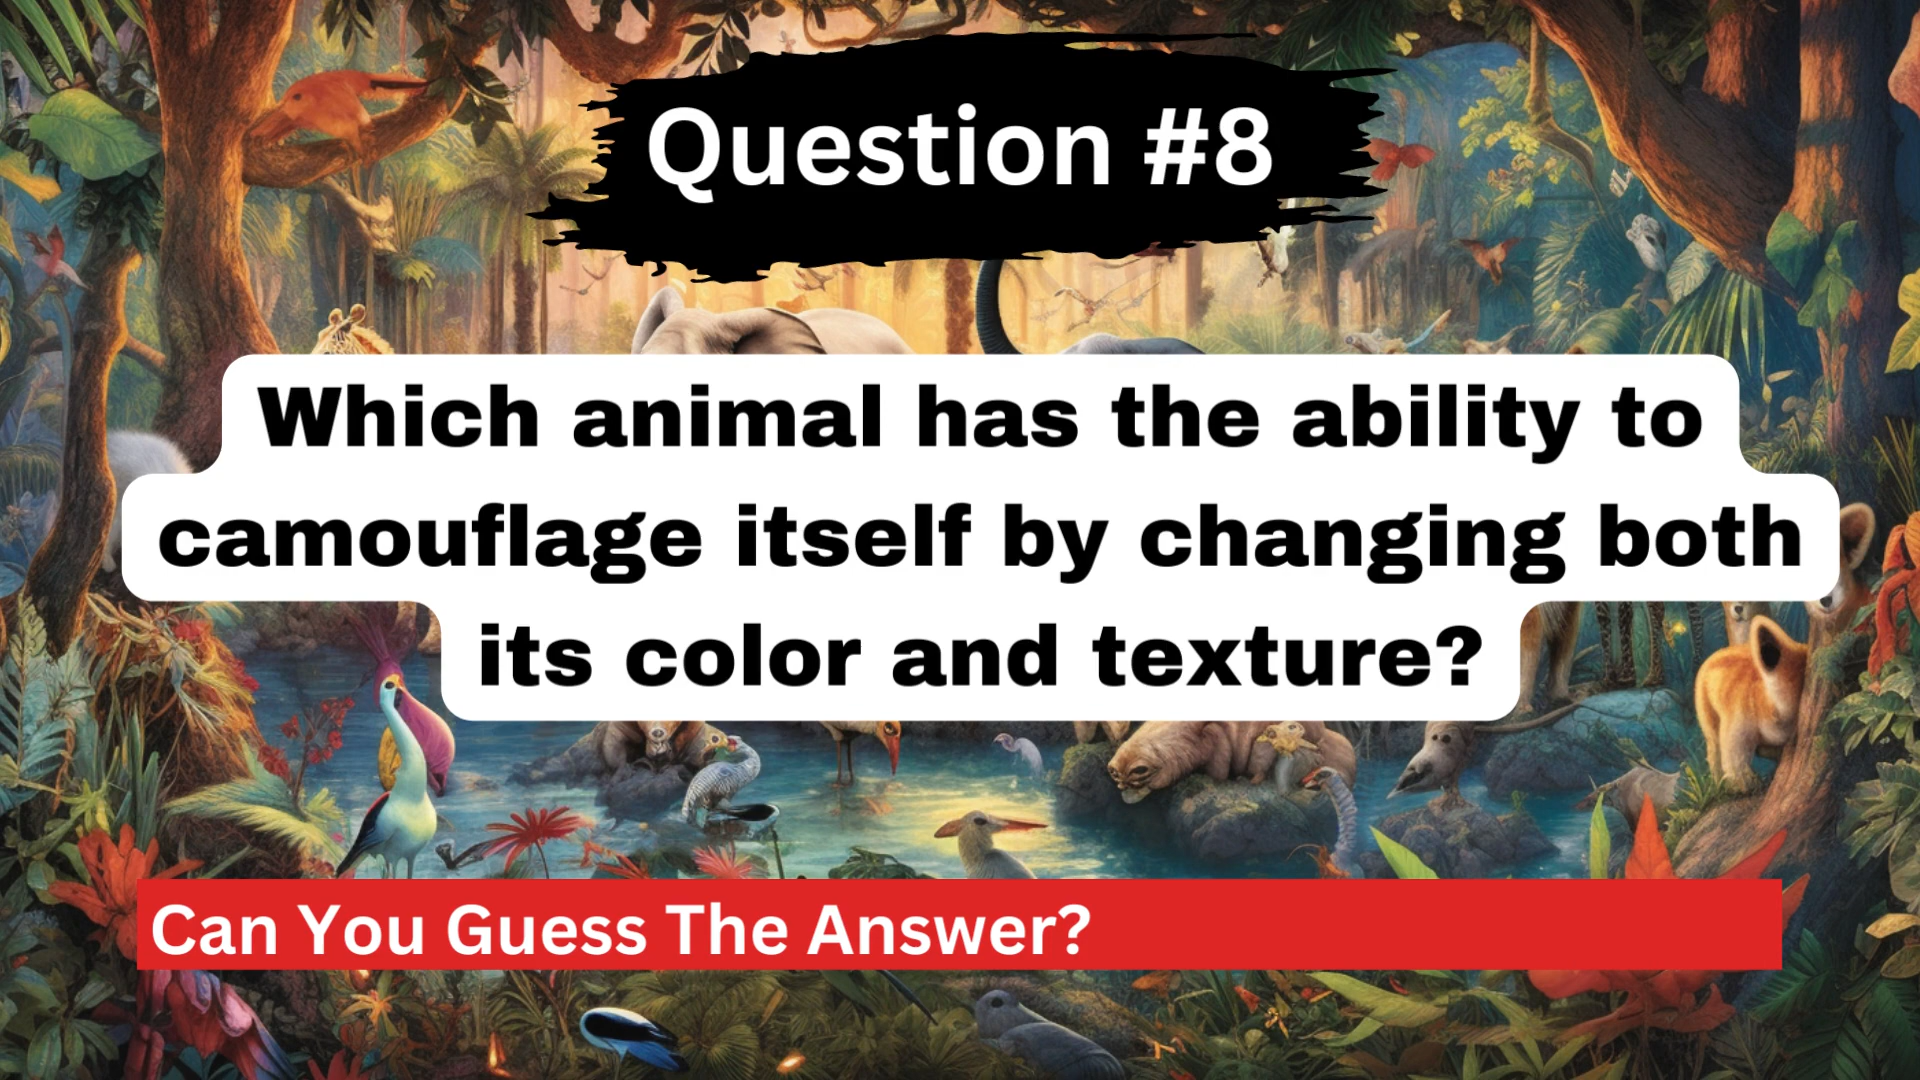 Question #8
Which animal has the ability to
camouflage itself by changing both
its color and texture?
Can You Guess The Answer?